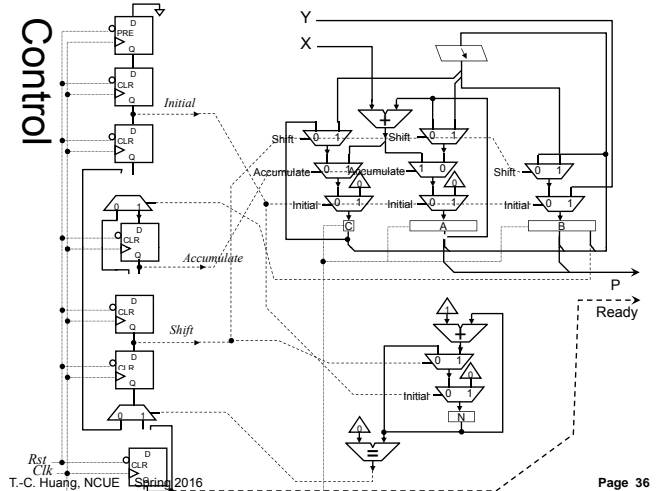 Control
D
PRE
Q
D
CLR
Q
Initial
D
CLR
Q
0 1
D
CLR
Q
Accumulate
D
CLR
Q
Shift
D
CLR
Q
0 1
D
CLR
Q
Rst
Clk
Y
X
+
Shift 0 1
Shift 0 1
Shift 0 1
Accumulate 0 1
Accumulate 1 0
0
0
Initial 0 1
Initial 0 1
Initial 0 1
C
A
B
P
Ready
1
+
0 1
0
Initial 0 1
N
0
=
T.-C. Huang, NCUE Spring 2016
Page 36